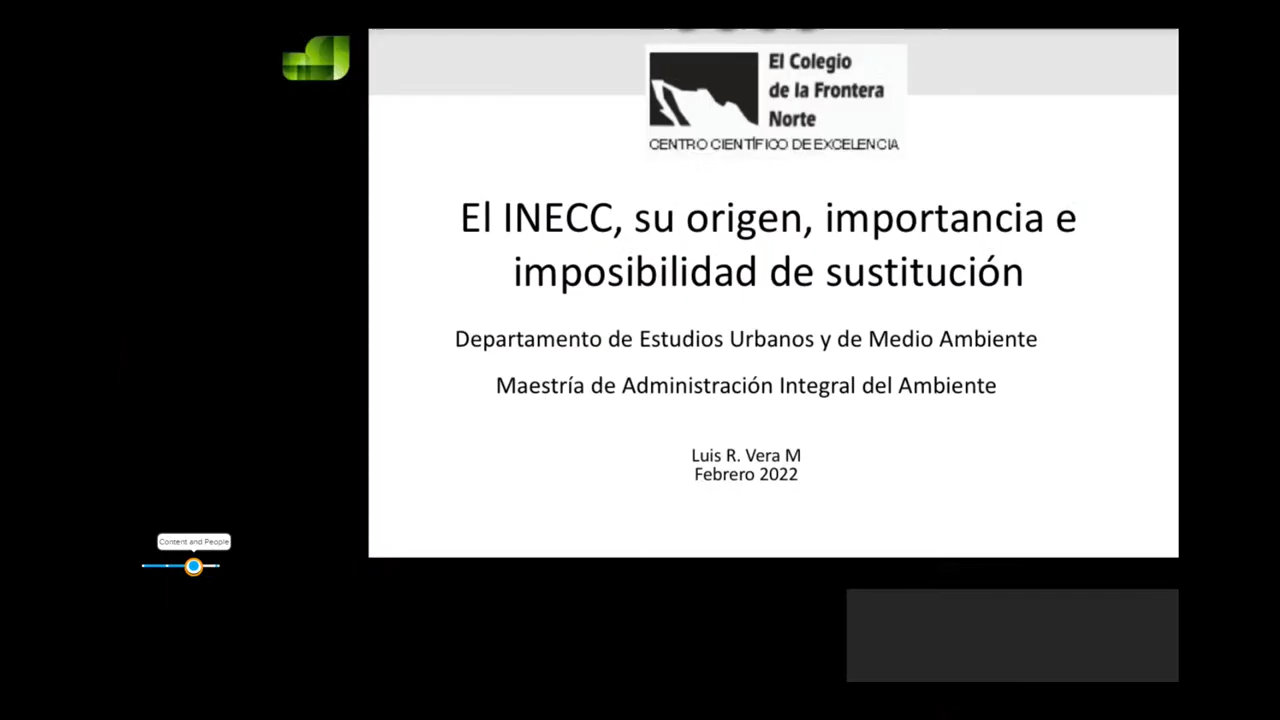 El Colegio
de la Frontera
Norte
CENTRO CIENTÍFICO DE EXCELENCIA
El INECC, su origen, importancia e
imposibilidad de sustitución
Departamento de Estudios Urbanos y de Medio Ambiente
Maestría de Administración Integral del Ambiente
Luis R. Vera M
Febrero 2022
Content and People